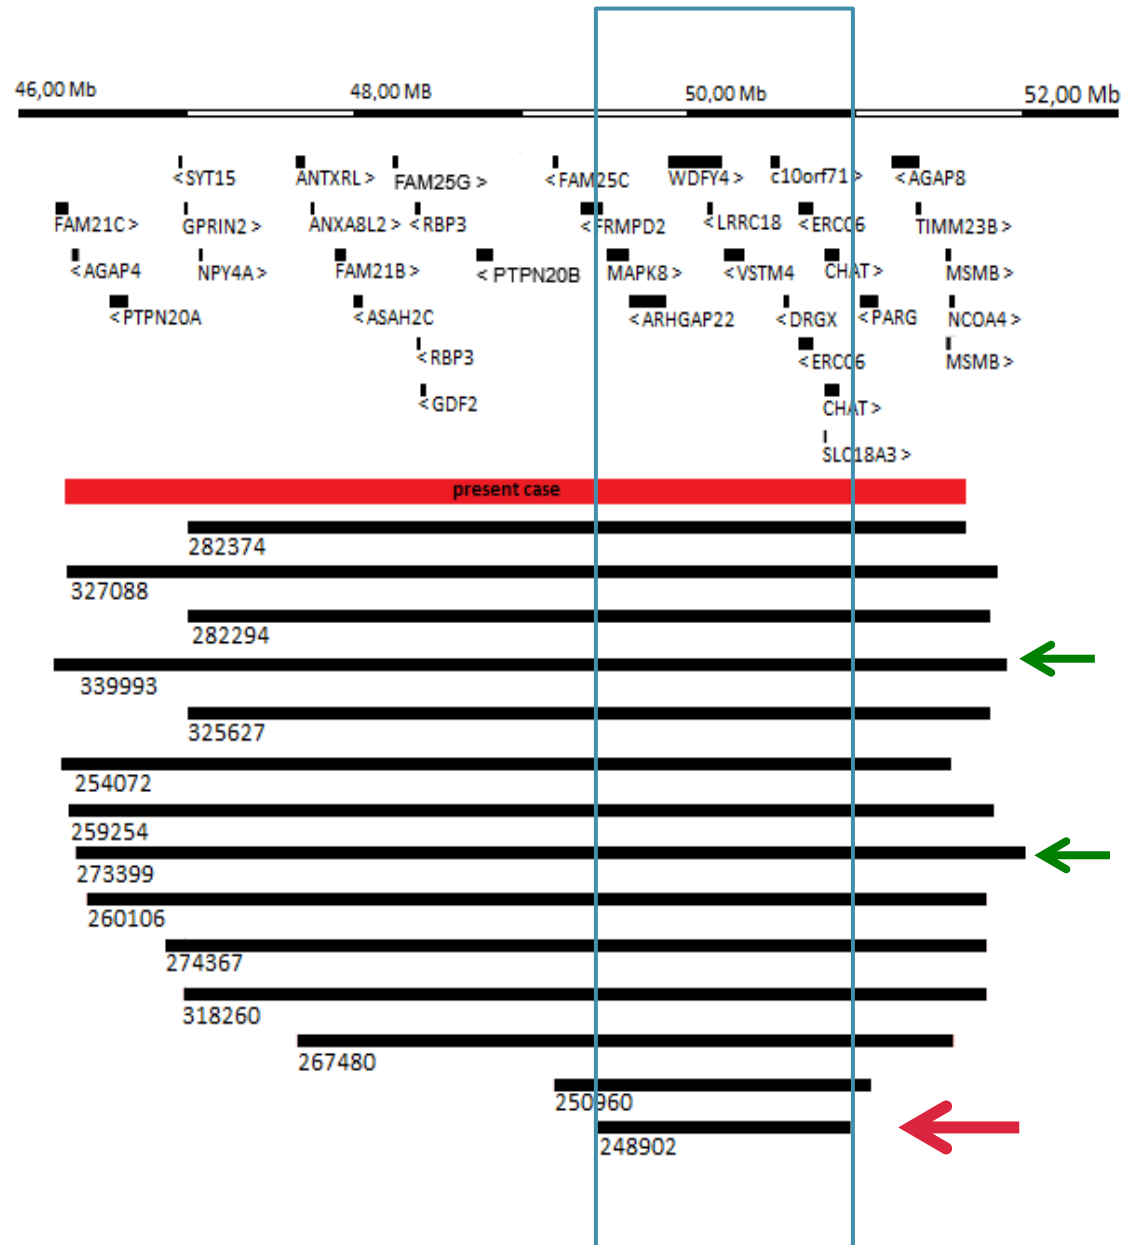 46,00 Mb 48,00 MB 50,00 Mb 52,00 Mb
<SYT15 ANTXRL> FAM25G > <FAM25C WDFY4 > c10orf71 > <AGAP8
FAM21C > GPRIN2 > ANXA8L2 > <RBP3 <FRMPD2 <LRRC18 <ERCC6 TIMM23B >
<AGAP4 NPY4A > FAM21B > < PTPN20B MAPK8 > <VSTM4 CHAT > MSMB >
<PTPN20A <ASAH2C <ARHGAP22 <DRGX <PARG NCOA4 >
<RBP3 <ERCC6 MSMB >
<GDF2 CHAT >
SLC18A3 >
present case
282374
327088
282294
339993
325627
254072
259254
273399
260106
274367
318260
267480
250960
248902